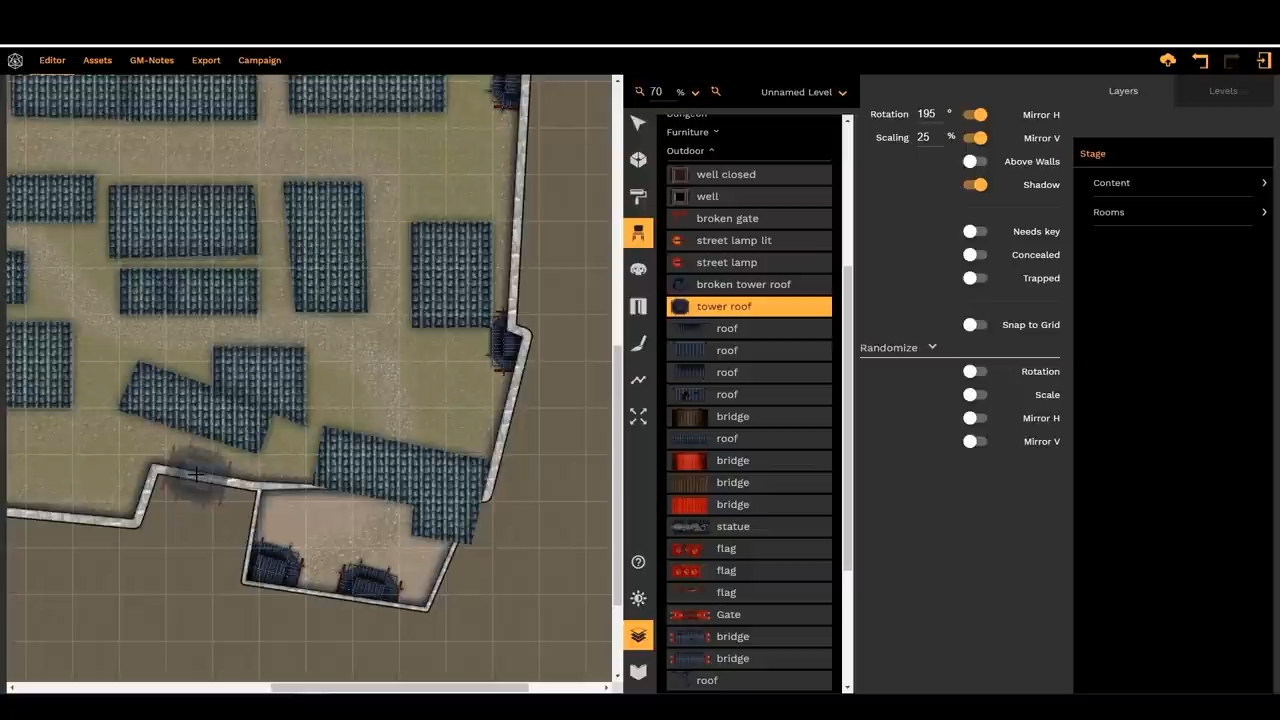 Editor Assets GM-Notes Export Campaign
70 %
Unnamed Level
Furniture
Outdoor
well closed
well
broken gate
street lamp lit
street lamp
broken tower roof
tower roof
roof
roof
roof
roof
bridge
roof
bridge
bridge
bridge
statue
flag
flag
flag
Gate
bridge
bridge
roof
Rotation 195 ° Mirror H
Scaling 25 % Mirror V
Above Walls
Shadow
Needs key
Concealed
Trapped
Snap to Grid
Randomize
Rotation
Scale
Mirror H
Mirror V
Layers Levels
Stage
Content
Rooms